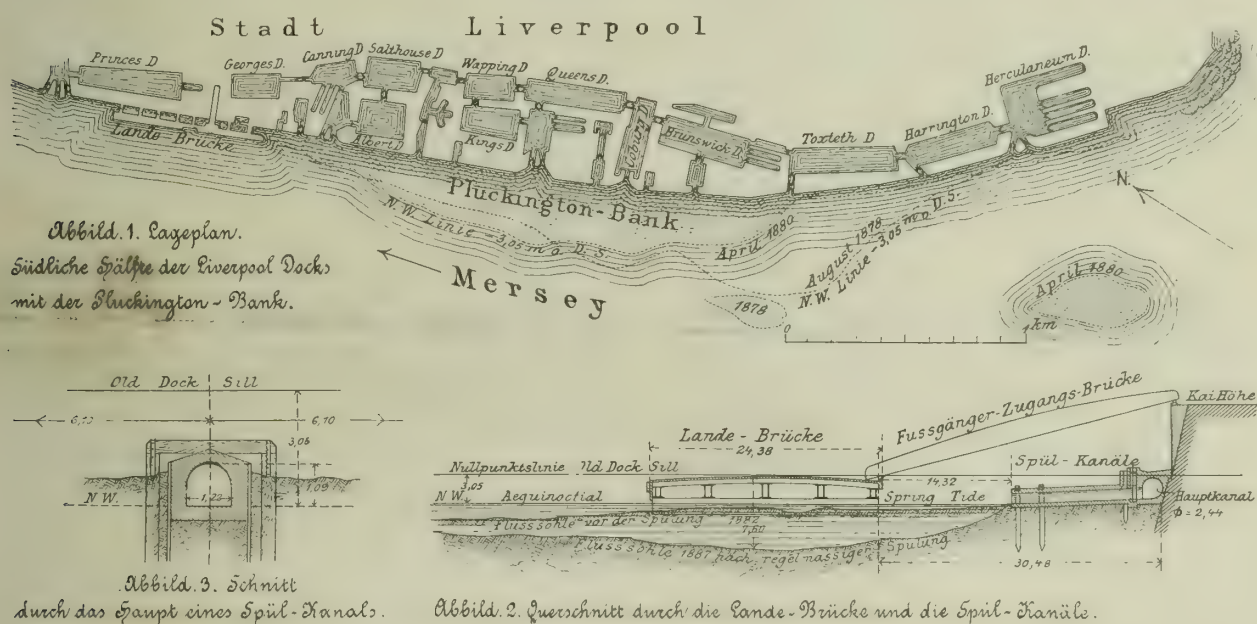 Stadt Liverpool
Princes D
Georges D.
Canning D
Salthouse D
Wapping D
Queens D.
Herculaneum D.
Lande-Brücke
Albert D
Kings D
Coburg D
Brunswick D.
Toxteth D
Harrington D.
Pluckington-Bank
N.
N.W. Linie - 3,05 m o D. S.
April 1880
August 1878
N.W. Linie - 3,05 m o D. S.
Mersey
1878
April 1880
0 1 km
Abbild. 1. Lageplan.
Südliche Hälfte der Liverpool Docks
mit der Pluckington-Bank.
Old Dock Sill
6,70
3,05
1,09
1,22
N W.
Abbild. 3. Schnitt
durch das Haupt eines Spül-Kanals.
Lande-Brücke
24,38
Fussgänger-Zugangs-Brücke
Kai Höhe
Nullpunktslinie Old Dock Sill
3,05
14,32
Spül-Kanäle
N W. Aequinoctial Spring Tide
Hauptkanal
ϕ = 2,44
Flusssohle vor der Spülung 1882
7,60
Flusssohle 1887 nach regelmässiger Spülung
30,48
Abbild. 2. Querschnitt durch die Lande-Brücke und die Spül-Kanäle.